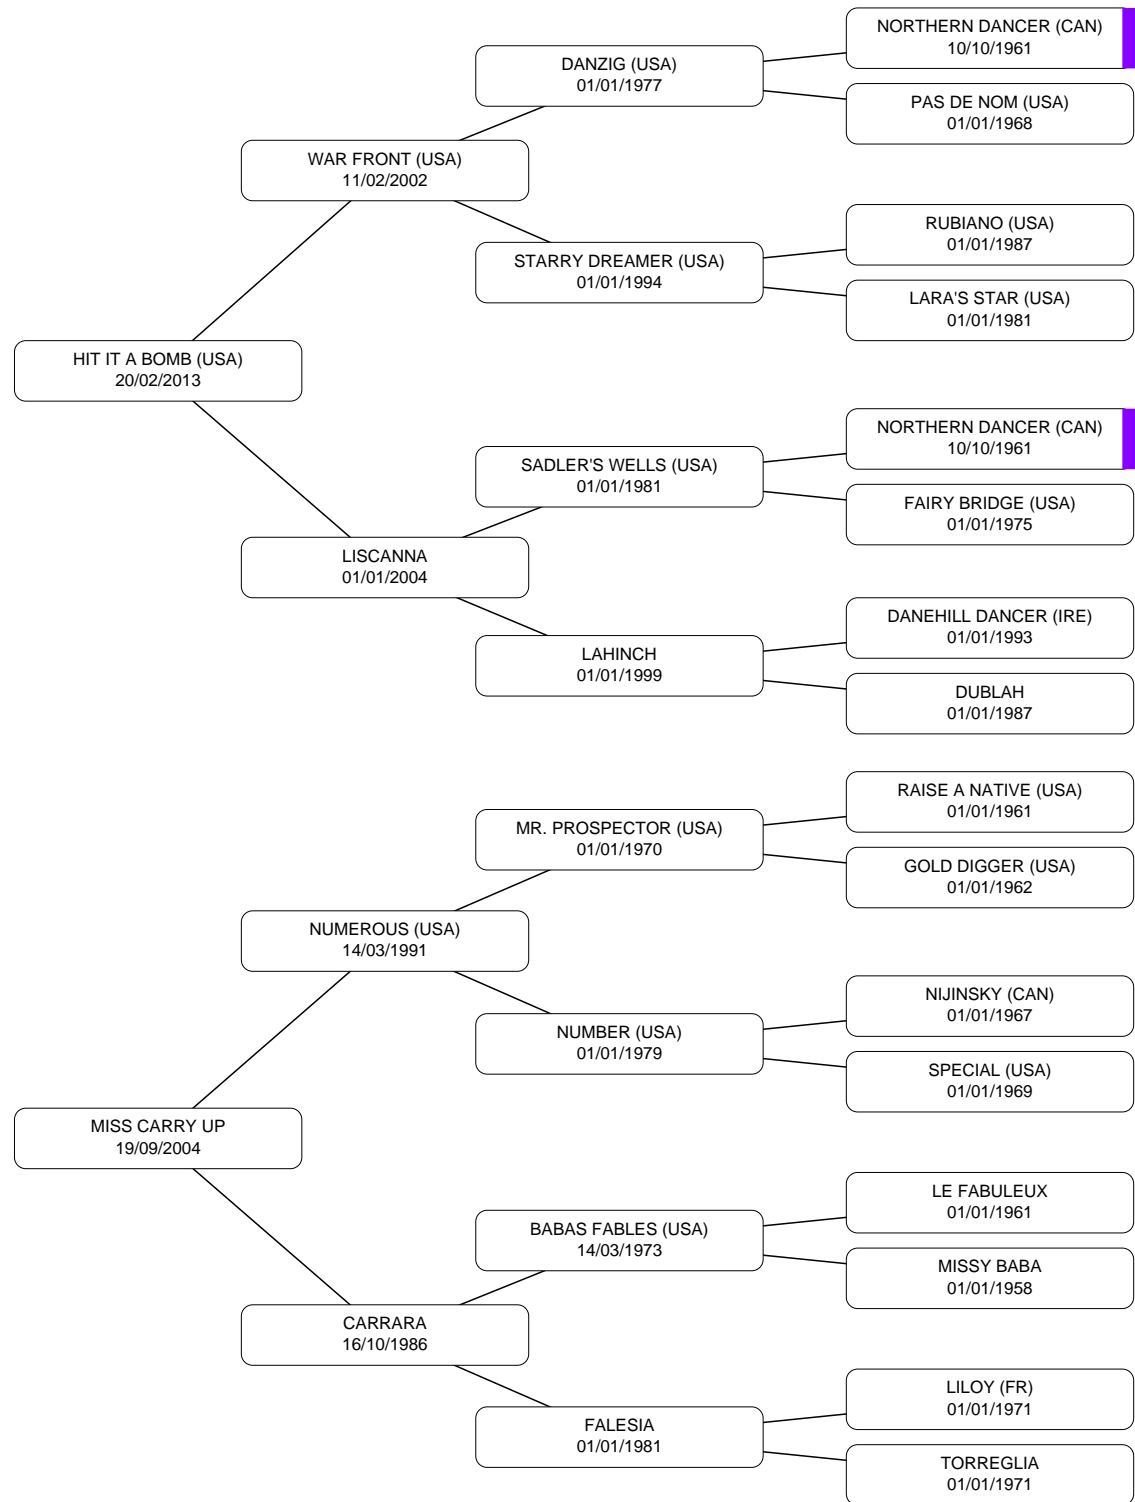 NORTHERN DANCER (CAN)
10/10/1961
DANZIG (USA)
01/01/1977
PAS DE NOM (USA)
01/01/1968
WAR FRONT (USA)
11/02/2002
RUBIANO (USA)
01/01/1987
STARRY DREAMER (USA)
01/01/1994
LARA'S STAR (USA)
01/01/1981
HIT IT A BOMB (USA)
20/02/2013
NORTHERN DANCER (CAN)
10/10/1961
SADLER'S WELLS (USA)
01/01/1981
FAIRY BRIDGE (USA)
01/01/1975
LISCANNA
01/01/2004
DANEHILL DANCER (IRE)
01/01/1993
LAHINCH
01/01/1999
DUBLAH
01/01/1987
RAISE A NATIVE (USA)
01/01/1961
MR. PROSPECTOR (USA)
01/01/1970
GOLD DIGGER (USA)
01/01/1962
NUMEROUS (USA)
14/03/1991
NIJINSKY (CAN)
01/01/1967
NUMBER (USA)
01/01/1979
SPECIAL (USA)
01/01/1969
MISS CARRY UP
19/09/2004
LE FABULEUX
01/01/1961
BABAS FABLES (USA)
14/03/1973
MISSY BABA
01/01/1958
CARRARA
16/10/1986
LILOY (FR)
01/01/1971
FALESIA
01/01/1981
TORREGLIA
01/01/1971